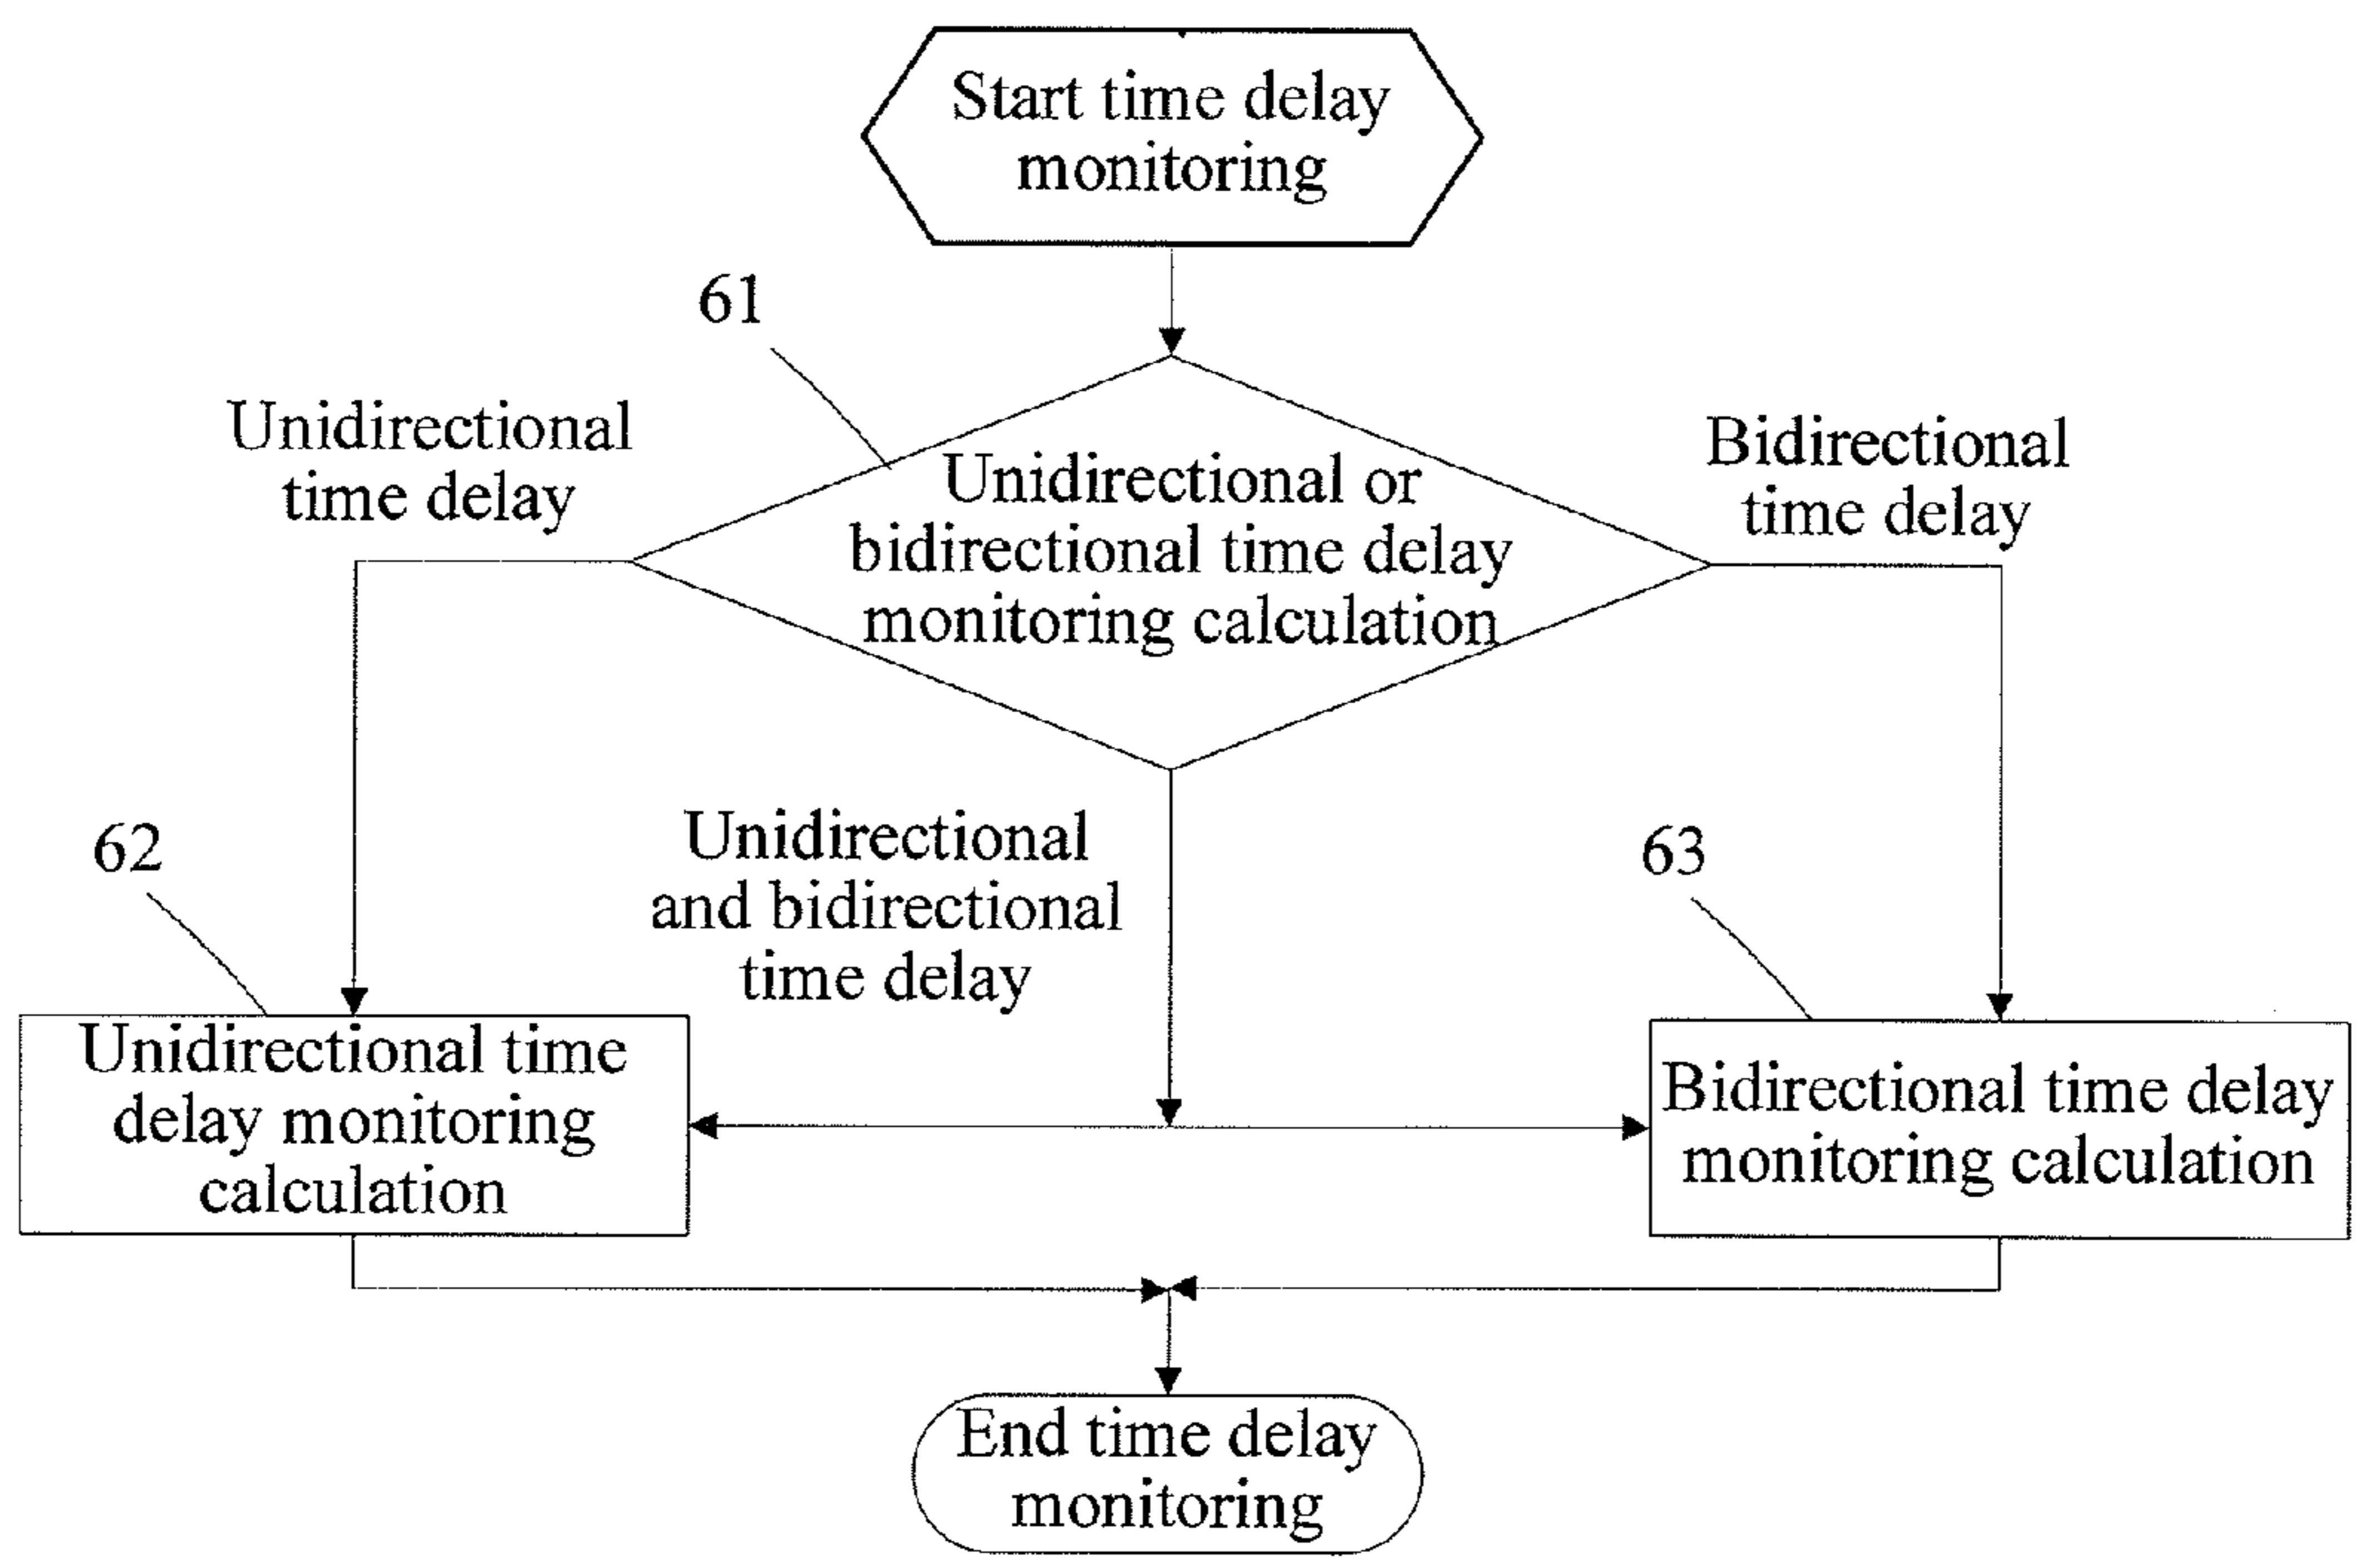 Start time delay
monitoring
61
Unidirectional
time delay
Unidirectional or
bidirectional time delay
monitoring calculation
Bidirectional
time delay
62
Unidirectional
and bidirectional
time delay
63
Unidirectional time
delay monitoring
calculation
Bidirectional time delay
monitoring calculation
End time delay
monitoring